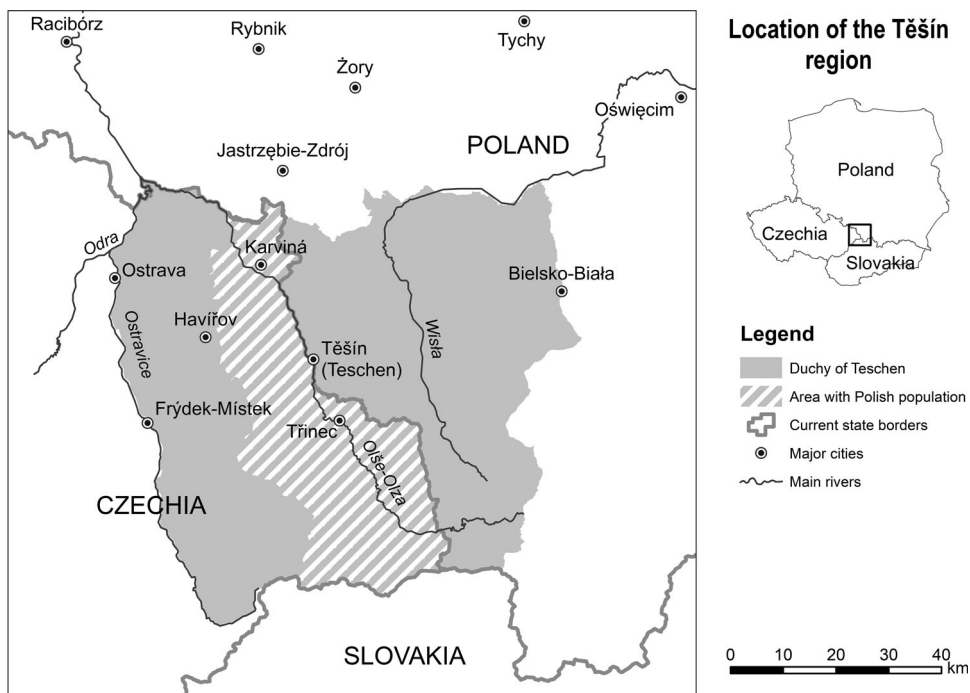 Racibórz
Rybnik
Tychy
Żory
Oświęcim
POLAND
Jastrzębie-Zdrój
Odra
Karviná
Ostrava
Bielsko-Biała
Ostravice
Havířov
Wisła
Těšín
(Teschen)
Frýdek-Místek
Třinec
Olše-Olza
CZECHIA
SLOVAKIA
Location of the Těšín
region
Poland
Czechia
Slovakia
Legend
Duchy of Teschen
Area with Polish population
Current state borders
Major cities
Main rivers
0 10 20 30 40
km